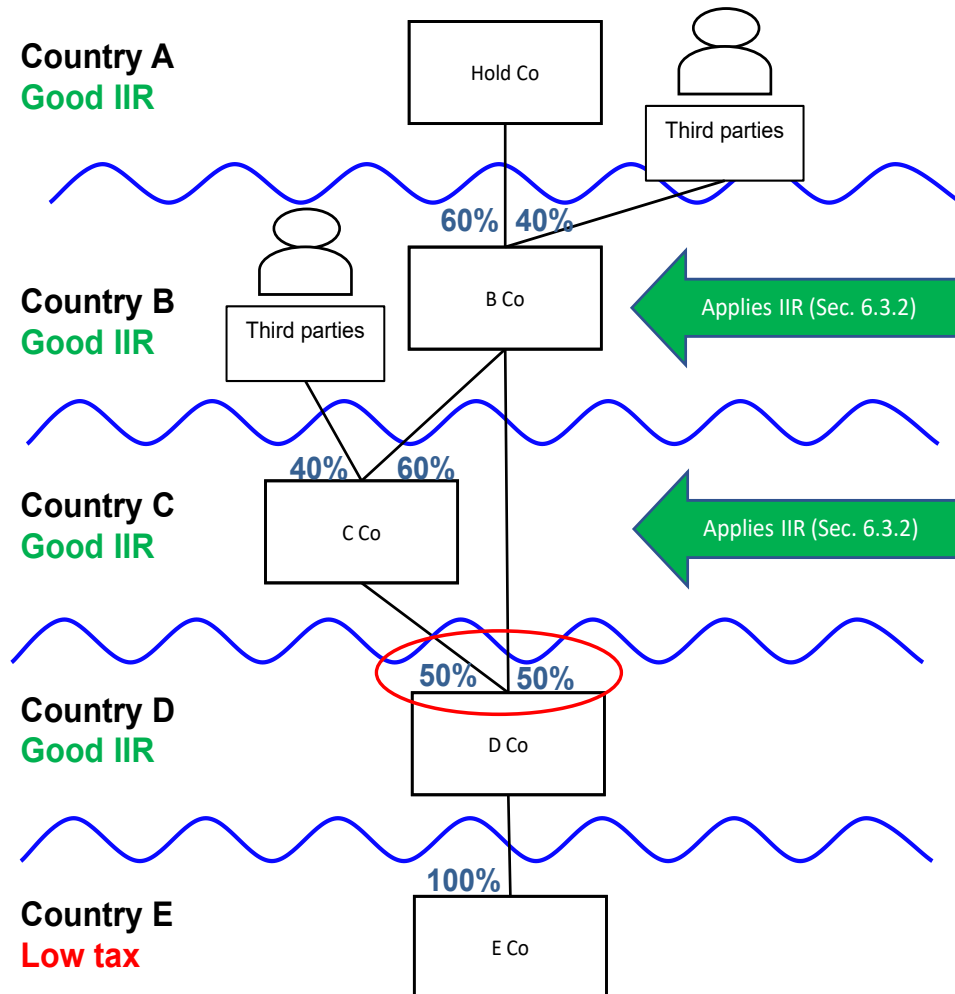 Country A
Good IIR
Hold Co
Third parties
60% 40%
Country B
Good IIR
Third parties
B Co
Applies IIR (Sec. 6.3.2)
40% 60%
Country C
Good IIR
C Co
Applies IIR (Sec. 6.3.2)
50% 50%
Country D
Good IIR
D Co
100%
Country E
Low tax
E Co